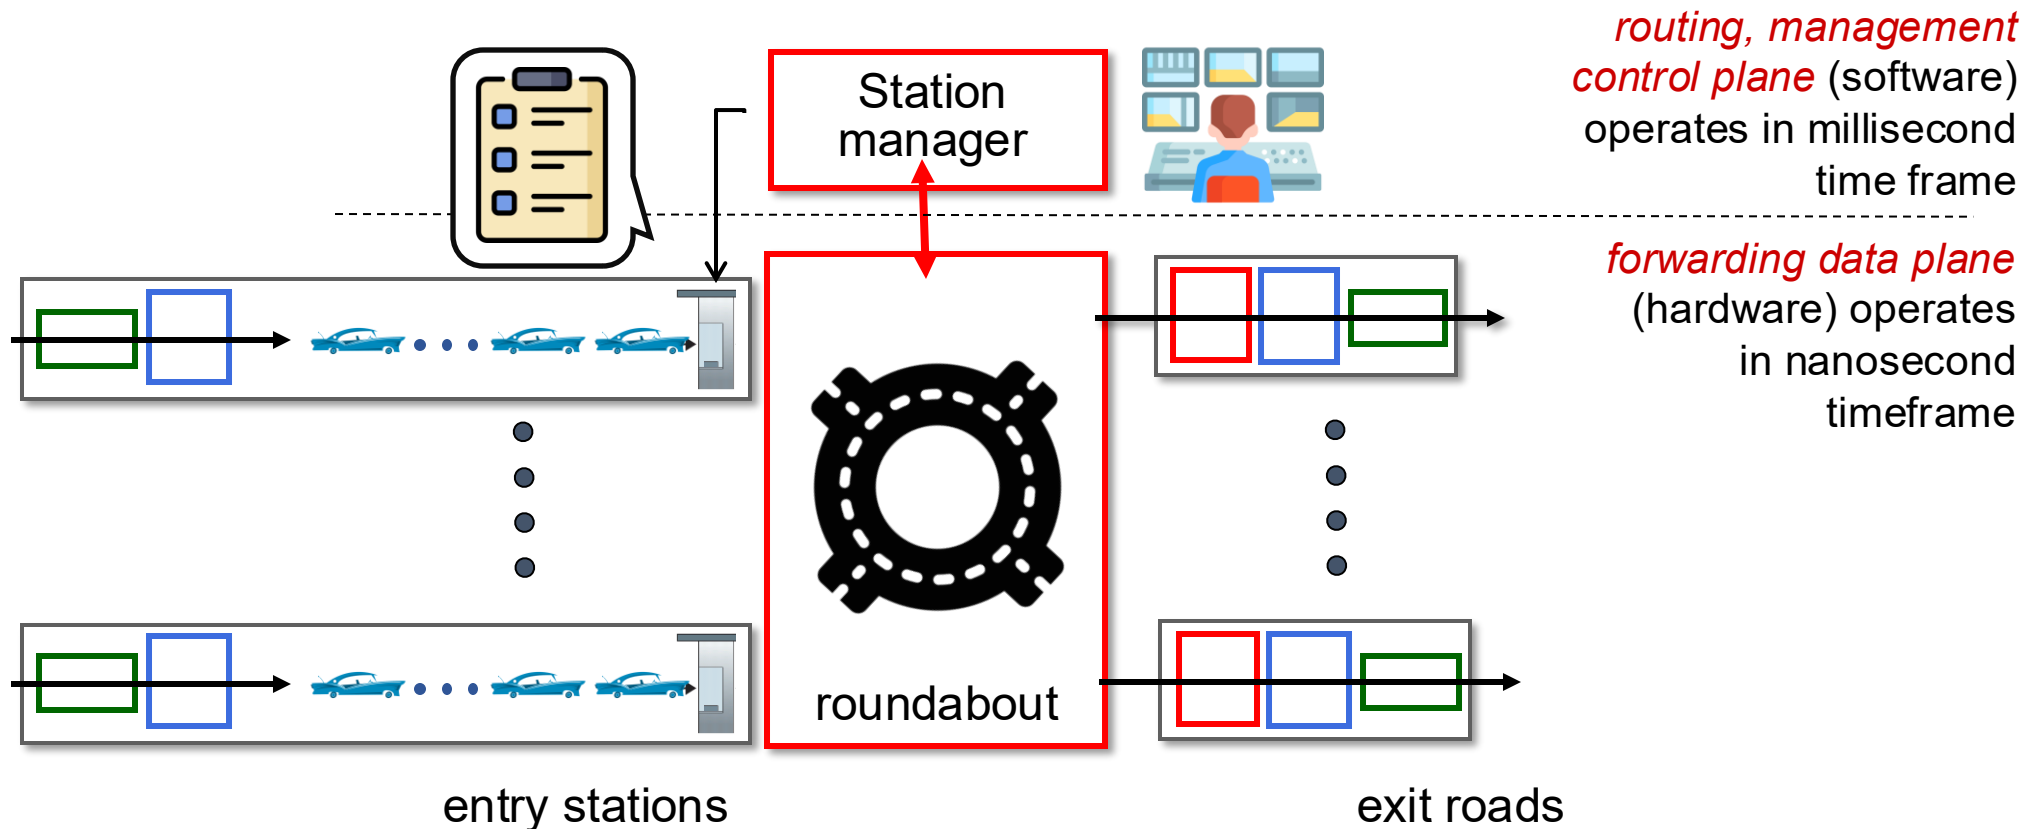 Station
manager
routing, management
control plane (software)
operates in millisecond
time frame
forwarding data plane
(hardware) operates
in nanosecond
timeframe
roundabout
entry stations
exit roads